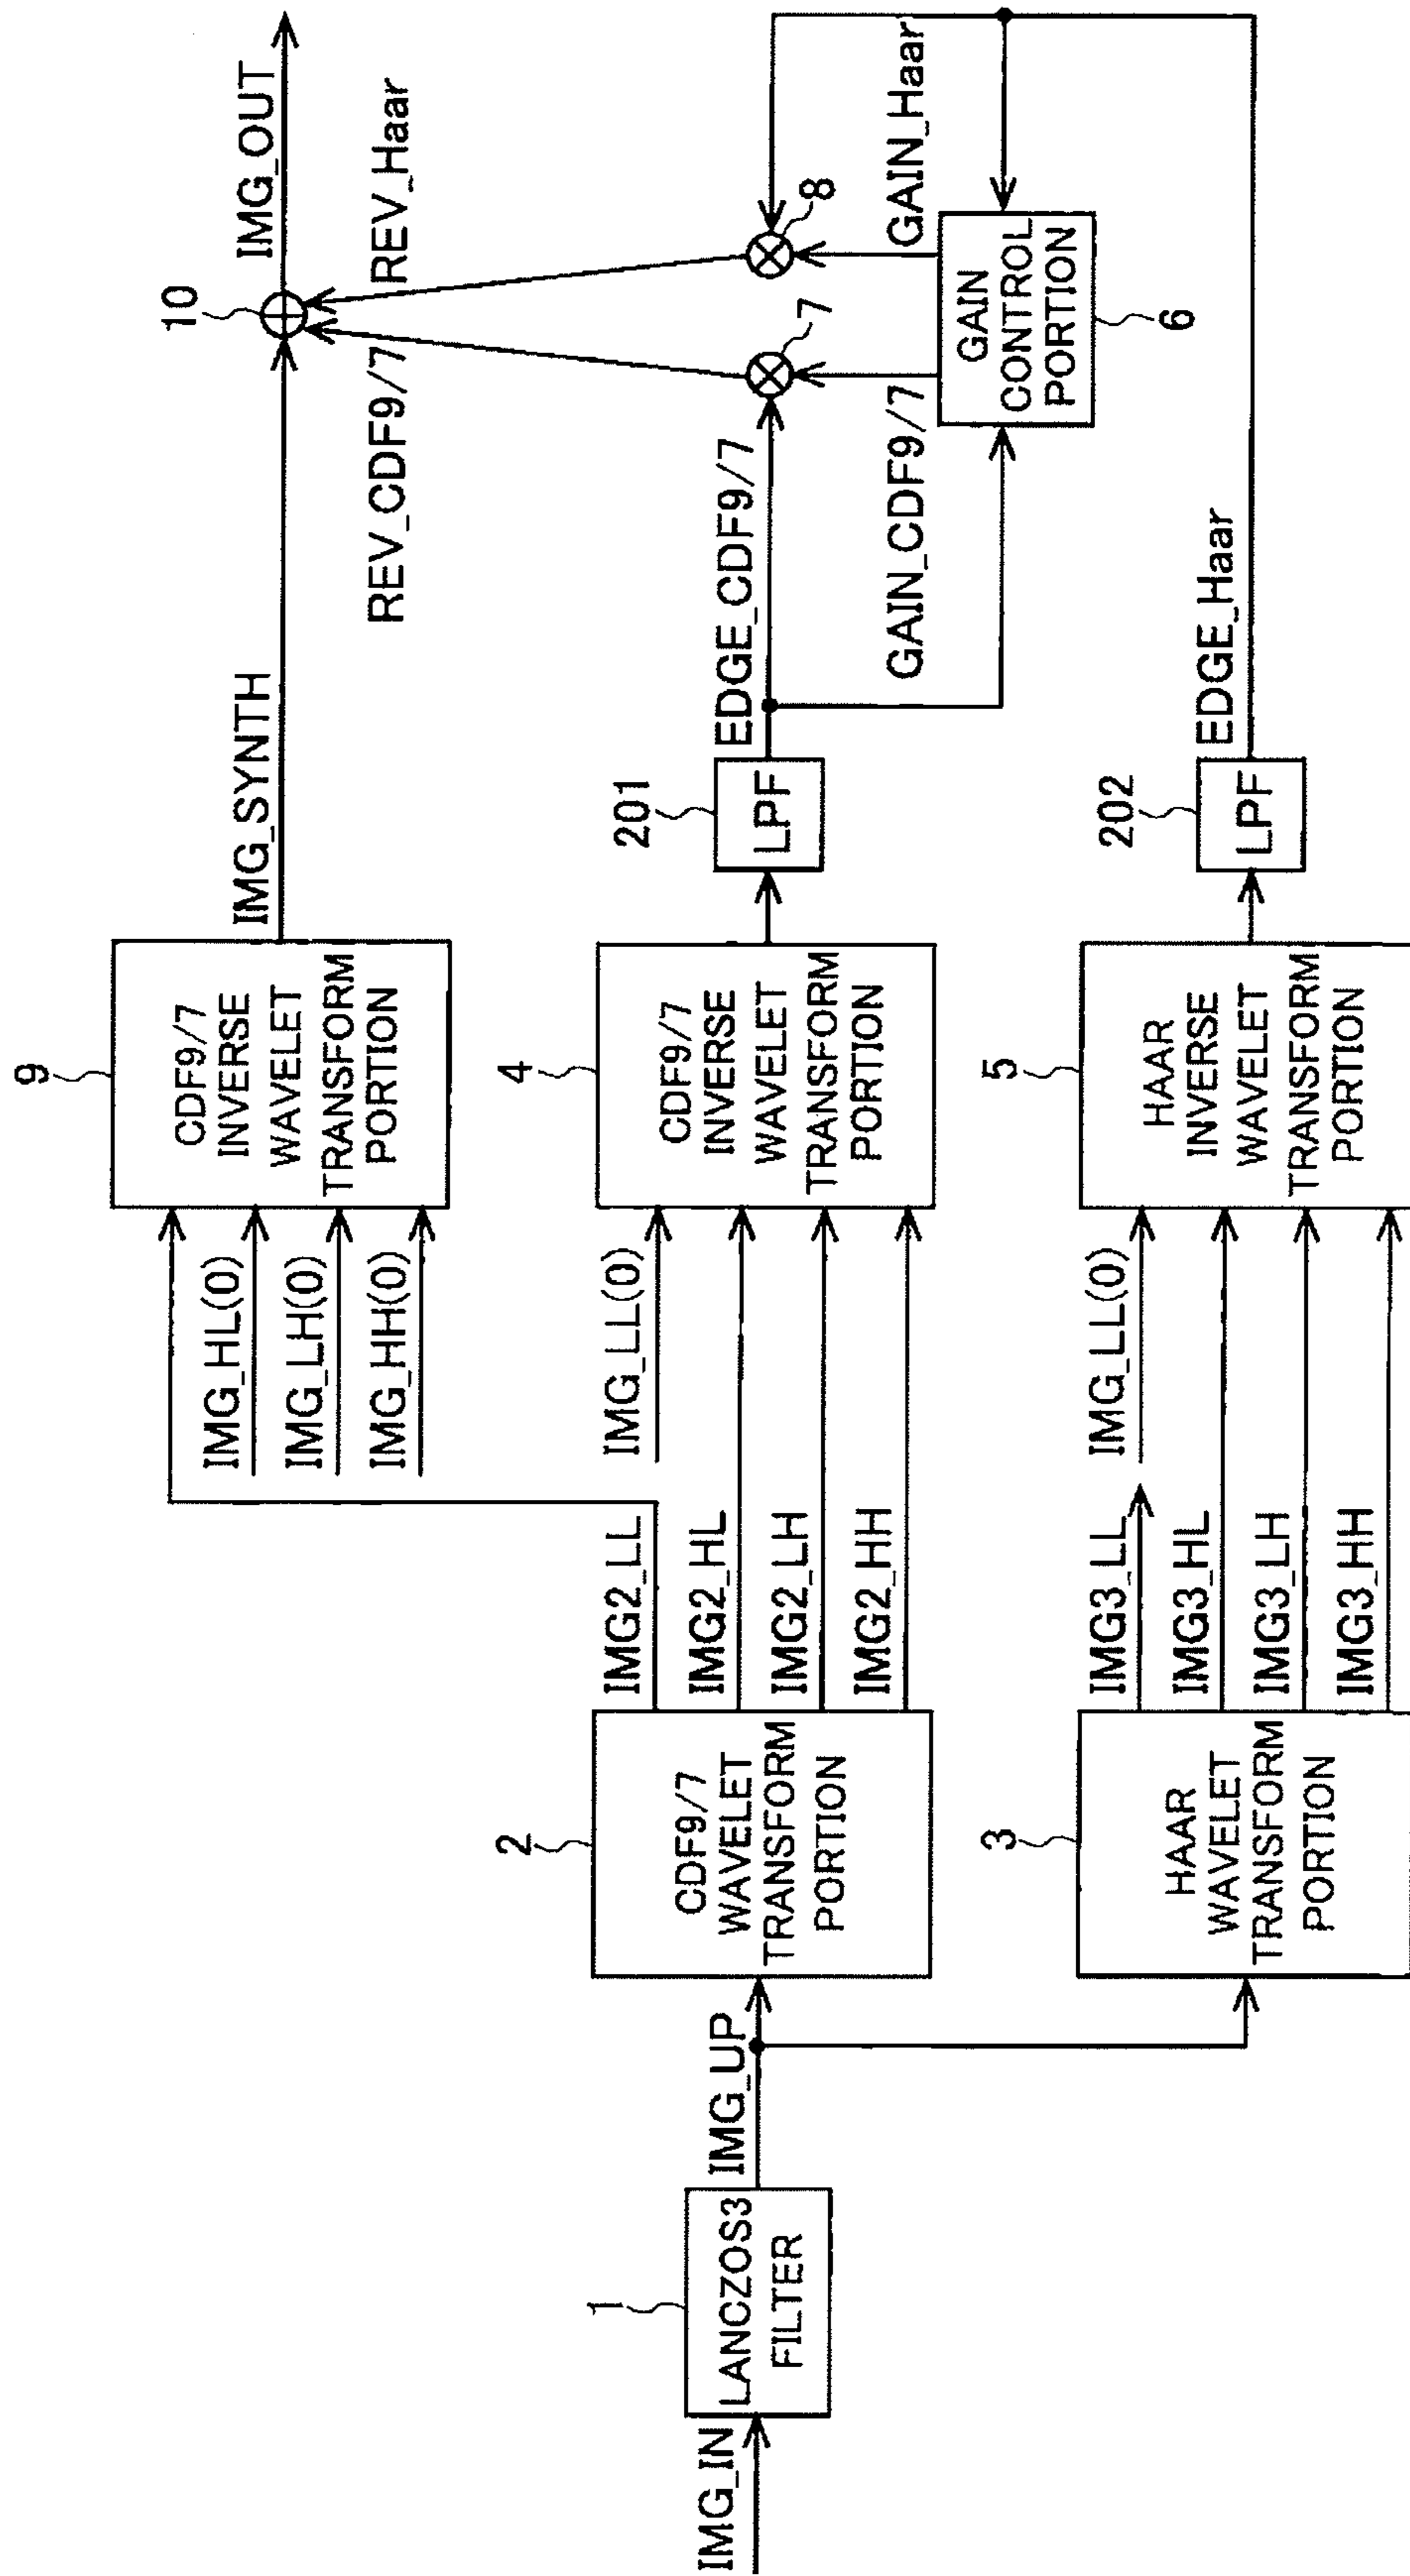 IMG_IN
1
LANCZOS3
FILTER
IMG_UP
2
CDF9/7
WAVELET
TRANSFORM
PORTION
3
HAAR
WAVELET
TRANSFORM
PORTION
IMG2_LL
IMG2_HL
IMG2_LH
IMG2_HH
IMG3_LL
IMG3_HL
IMG3_LH
IMG3_HH
IMG_HL(0)
IMG_LH(0)
IMG_HH(0)
IMG_LL(0)
IMG_LL(0)
9
CDF9/7
INVERSE
WAVELET
TRANSFORM
PORTION
4
CDF9/7
INVERSE
WAVELET
TRANSFORM
PORTION
5
HAAR
INVERSE
WAVELET
TRANSFORM
PORTION
201
LPF
202
LPF
IMG_SYNTH
EDGE_CDF9/7
EDGE_Haar
GAIN_CDF9/7
REV_CDF9/7
7
8
GAIN
CONTROL
PORTION
6
GAIN_Haar
10
REV_Haar
IMG_OUT